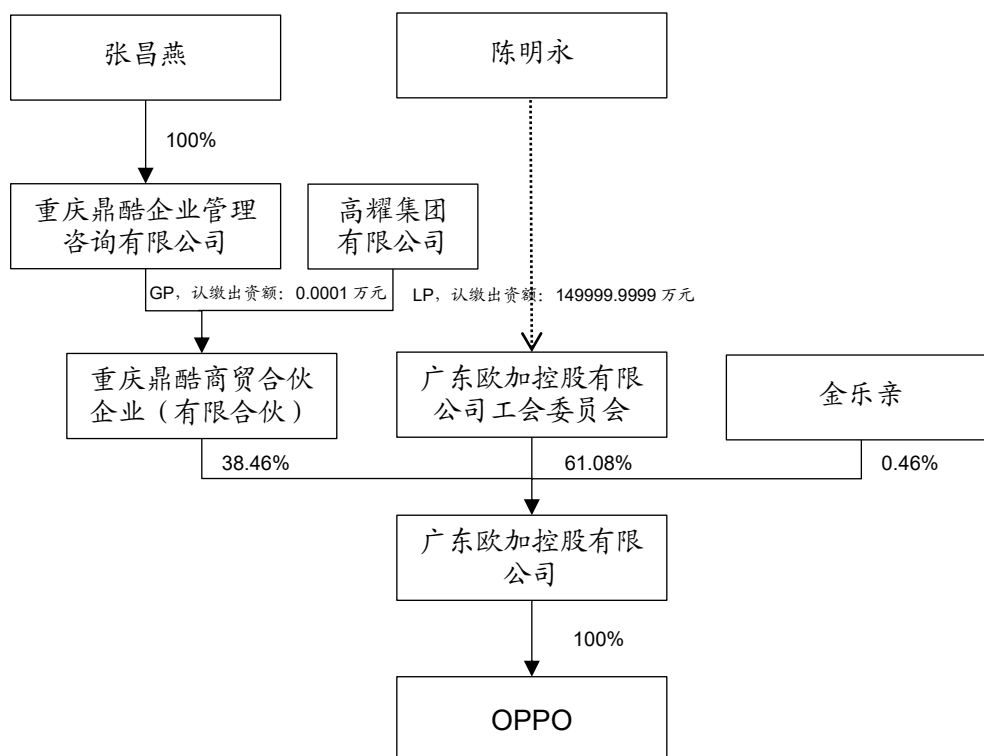 张昌燕
陈明永
100%
重庆鼎酷企业管理
咨询有限公司
高耀集团
有限公司
GP，认缴出资额：0.0001 万元
LP，认缴出资额：149999.9999 万元
重庆鼎酷商贸合伙
企业（有限合伙）
广东欧加控股有限
公司工会委员会
金乐亲
38.46%
61.08%
0.46%
广东欧加控股有限
公司
100%
OPPO